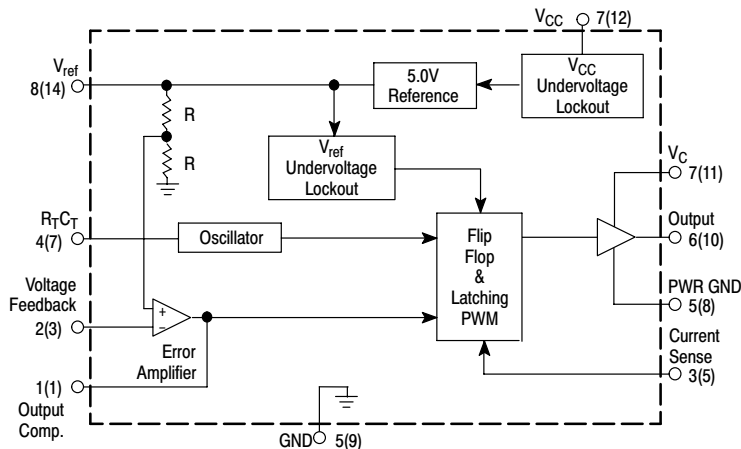 VCC 7(12)
Vref
8(14)
5.0V
Reference
VCC
Undervoltage
Lockout
R
R
Vref
Undervoltage
Lockout
VC
7(11)
RTCT
4(7)
Oscillator
Flip
Flop
&
Latching
PWM
Output
6(10)
Voltage
Feedback
2(3)
+
−
Error
Amplifier
PWR GND
5(8)
Current
Sense
3(5)
1(1)
Output
Comp.
GND 5(9)